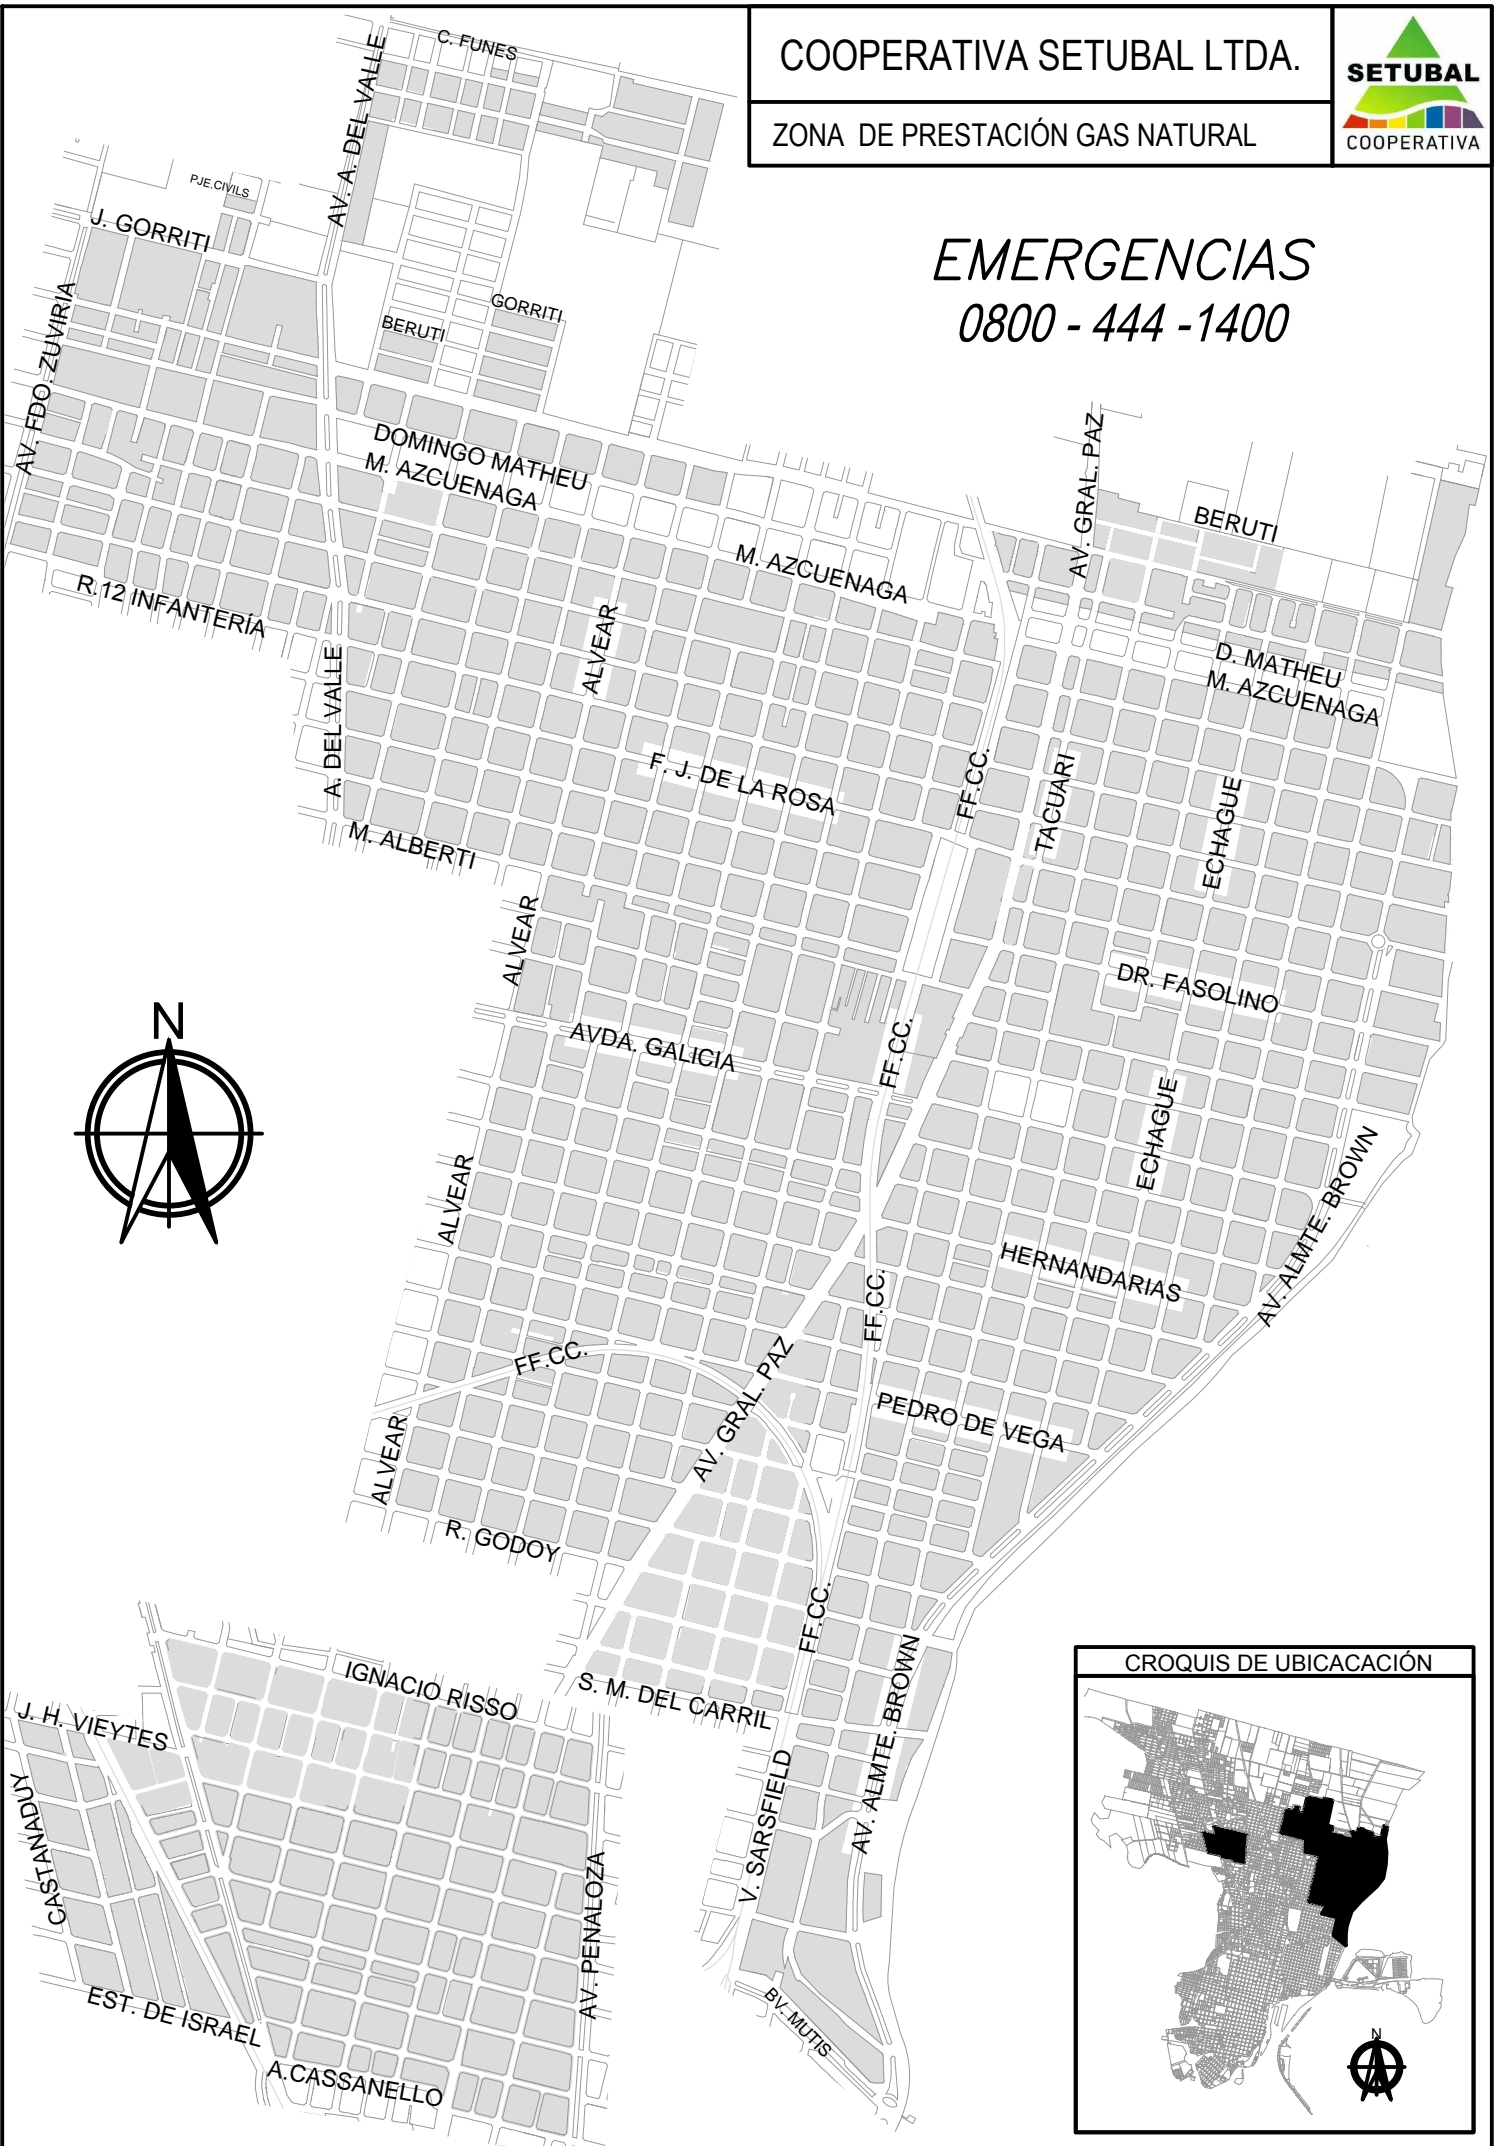 COOPERATIVA SETUBAL LTDA.
ZONA DE PRESTACIÓN GAS NATURAL
SETUBAL
COOPERATIVA
EMERGENCIAS
0800 - 444 -1400
C. FUNES
AV. A. DEL VALLE
PJE.CIVILS
J. GORRITI
AV. FDO. ZUVIRIA
GORRITI
BERUTI
DOMINGO MATHEU
M. AZCUENAGA
AV. GRAL. PAZ
BERUTI
M. AZCUENAGA
R.12 INFANTERÍA
ALVEAR
D. MATHEU
M. AZCUENAGA
A. DEL VALLE
F. J. DE LA ROSA
FF.CC.
TACUARI
ECHAGUE
M. ALBERTI
ALVEAR
DR. FASOLINO
N
AVDA. GALICIA
FF.CC.
ECHAGUE
ALVEAR
AV. ALMTE. BROWN
HERNANDARIAS
FF.CC.
FF.CC.
AV. GRAL. PAZ
PEDRO DE VEGA
ALVEAR
R. GODOY
FF.CC.
IGNACIO RISSO
S. M. DEL CARRIL
AV. ALMTE. BROWN
J. H. VIEYTES
CASTANADUY
V. SARSFIELD
AV. PENALOZA
EST. DE ISRAEL
BV. MUTIS
A.CASSANELLO
CROQUIS DE UBICACACIÓN
N